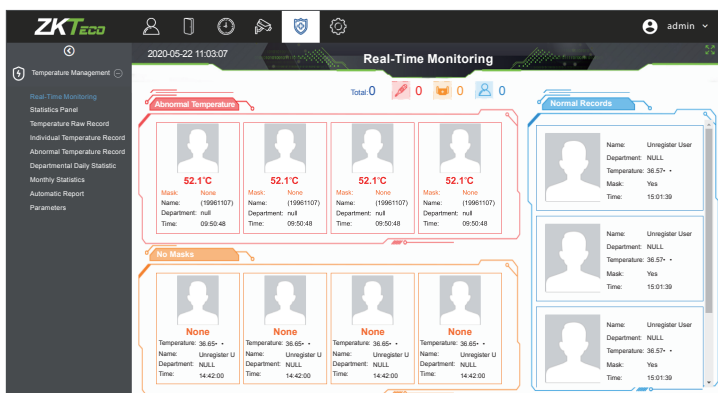 ZKTeco
admin
2020-05-22 11:03:07
Real-Time Monitoring
Temperature Management
Real-Time Monitoring
Statistics Panel
Temperature Raw Record
Individual Temperature Record
Abnormal Temperature Record
Departmental Daily Statistic
Monthly Statistics
Automatic Report
Parameters
Total:0 0 0 0
Abnormal Temperature
52.1°C
Mask: None
Name: (19961107)
Department: null
Time: 09:50:48
52.1°C
Mask: None
Name: (19961107)
Department: null
Time: 09:50:48
52.1°C
Mask: None
Name: (19961107)
Department: null
Time: 09:50:48
52.1°C
Mask: None
Name: (19961107)
Department: null
Time: 09:50:48
No Masks
None
Temperature: 36.65• •
Name: Unregister U
Department: NULL
Time: 14:42:00
None
Temperature: 36.65• •
Name: Unregister U
Department: NULL
Time: 14:42:00
None
Temperature: 36.65• •
Name: Unregister U
Department: NULL
Time: 14:42:00
None
Temperature: 36.65• •
Name: Unregister U
Department: NULL
Time: 14:42:00
Normal Records
Name: Unregister User
Department: NULL
Temperature: 36.57• •
Mask: Yes
Time: 15:01:39
Name: Unregister User
Department: NULL
Temperature: 36.57• •
Mask: Yes
Time: 15:01:39
Name: Unregister User
Department: NULL
Temperature: 36.57• •
Mask: Yes
Time: 15:01:39